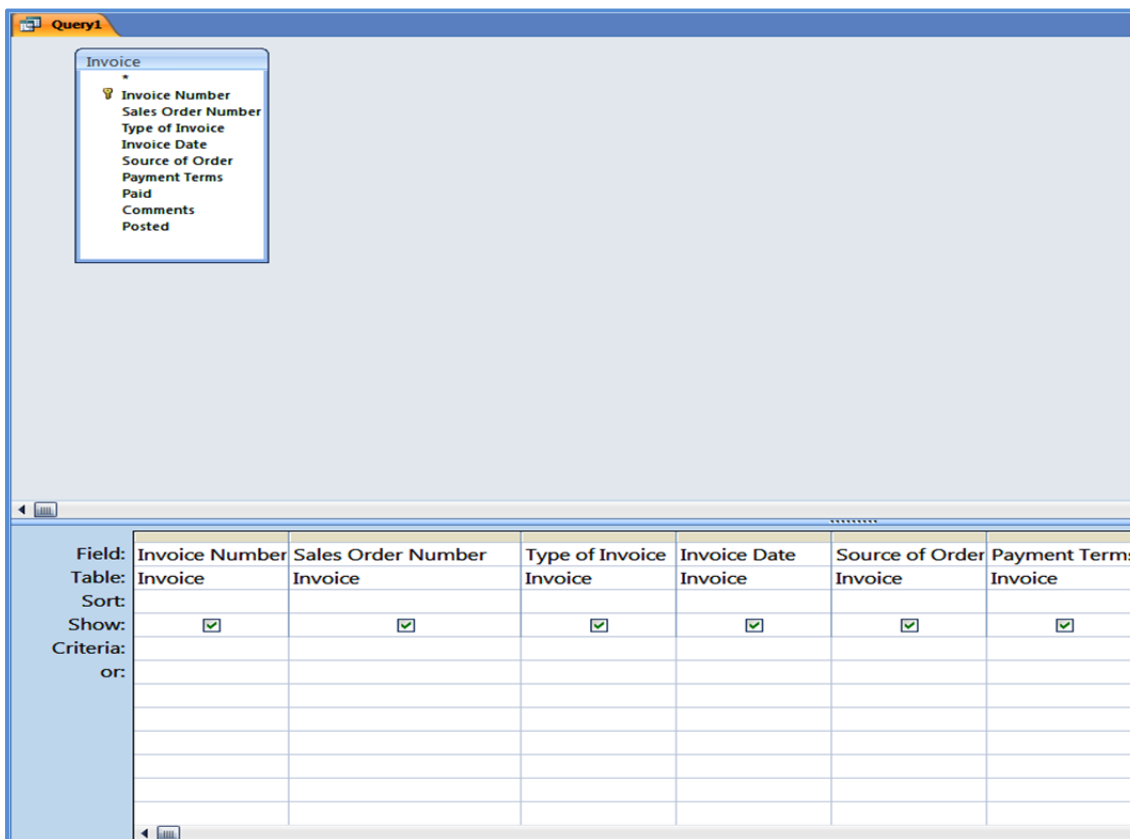 Query1
Invoice
*
Invoice Number
Sales Order Number
Type of Invoice
Invoice Date
Source of Order
Payment Terms
Paid
Comments
Posted
Field: Invoice Number Sales Order Number Type of Invoice Invoice Date Source of Order Payment Terms
Table: Invoice Invoice Invoice Invoice Invoice Invoice
Sort:
Show:
Criteria:
or: